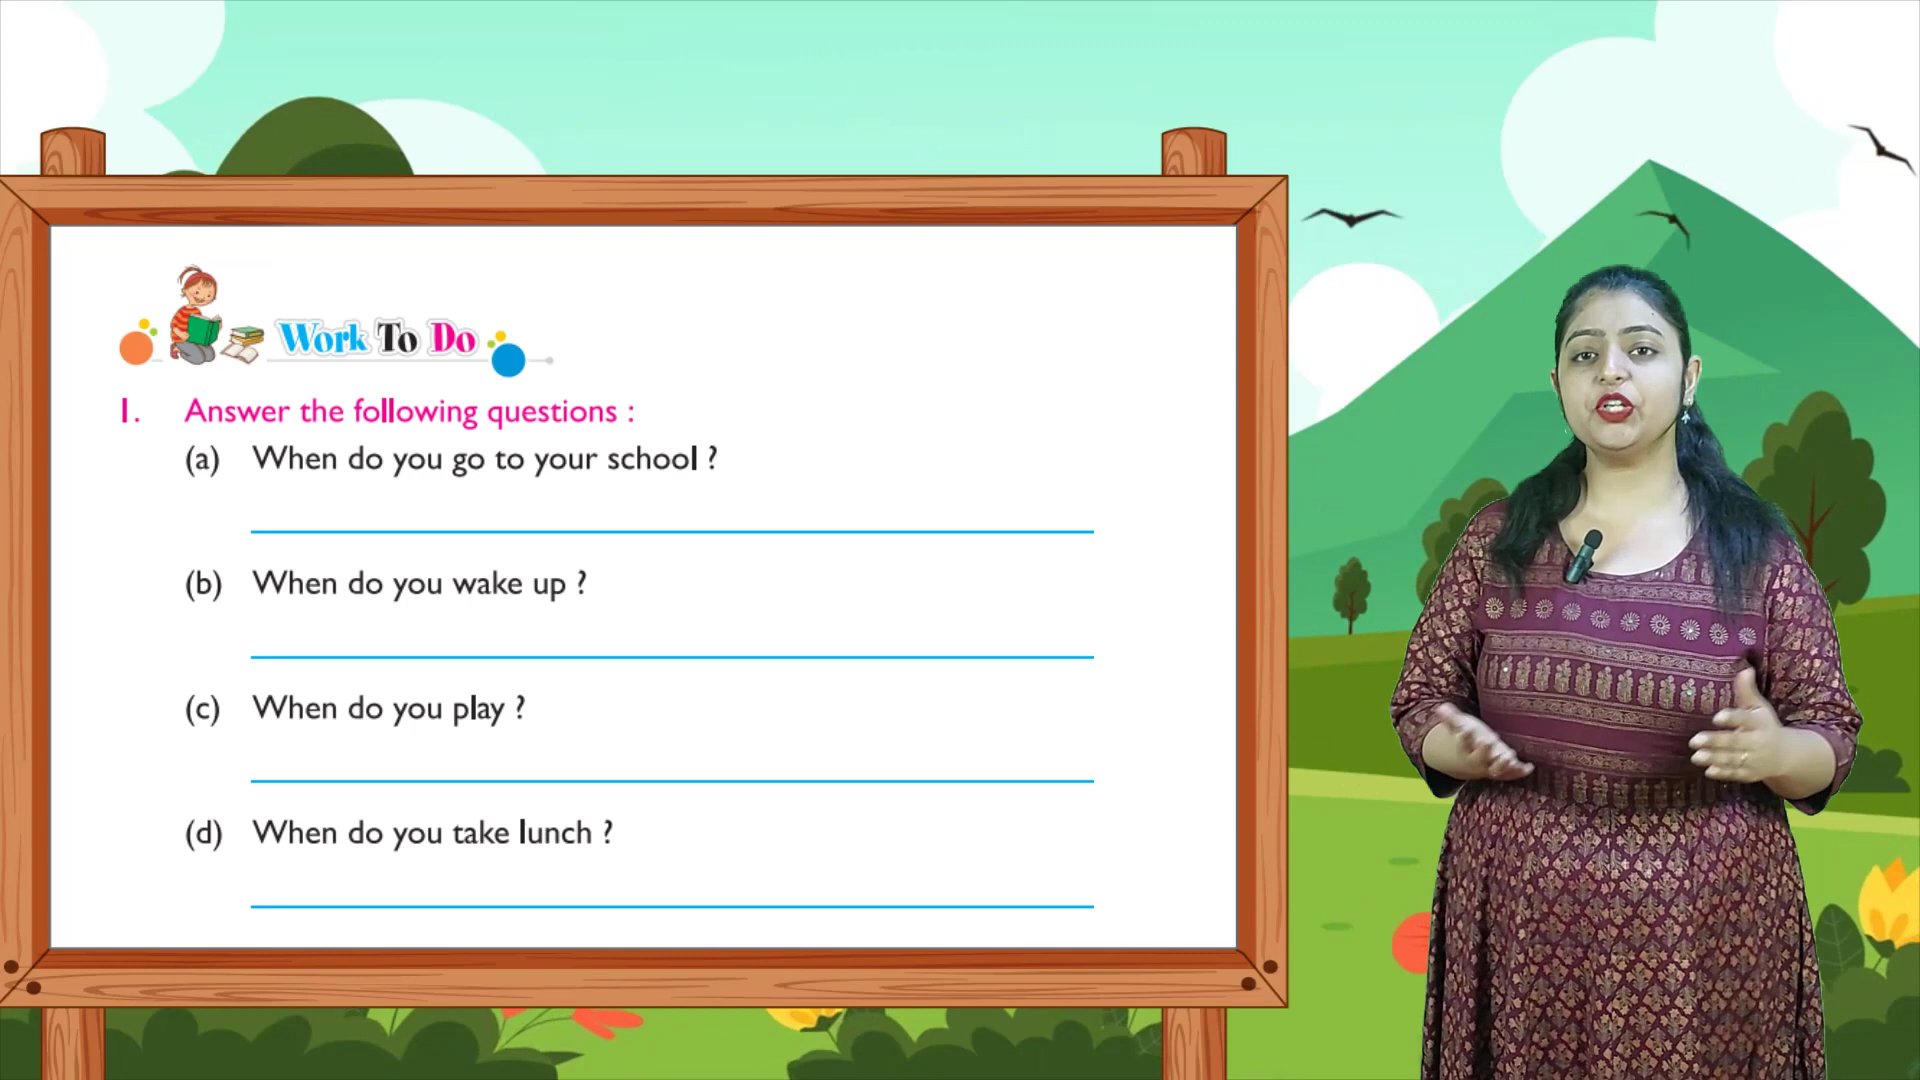 Work To Do
1. Answer the following questions :
(a) When do you go to your school ?
(b) When do you wake up ?
(c) When do you play ?
(d) When do you take lunch ?